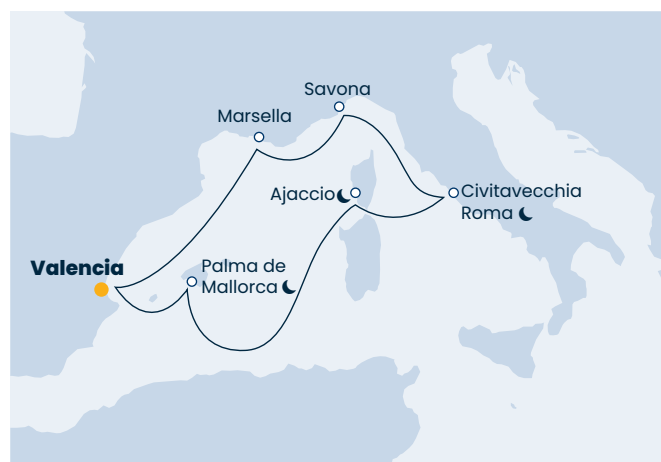 Savona
Marsella
Ajaccio
Civitavecchia
Roma
Valencia
Palma de
Mallorca